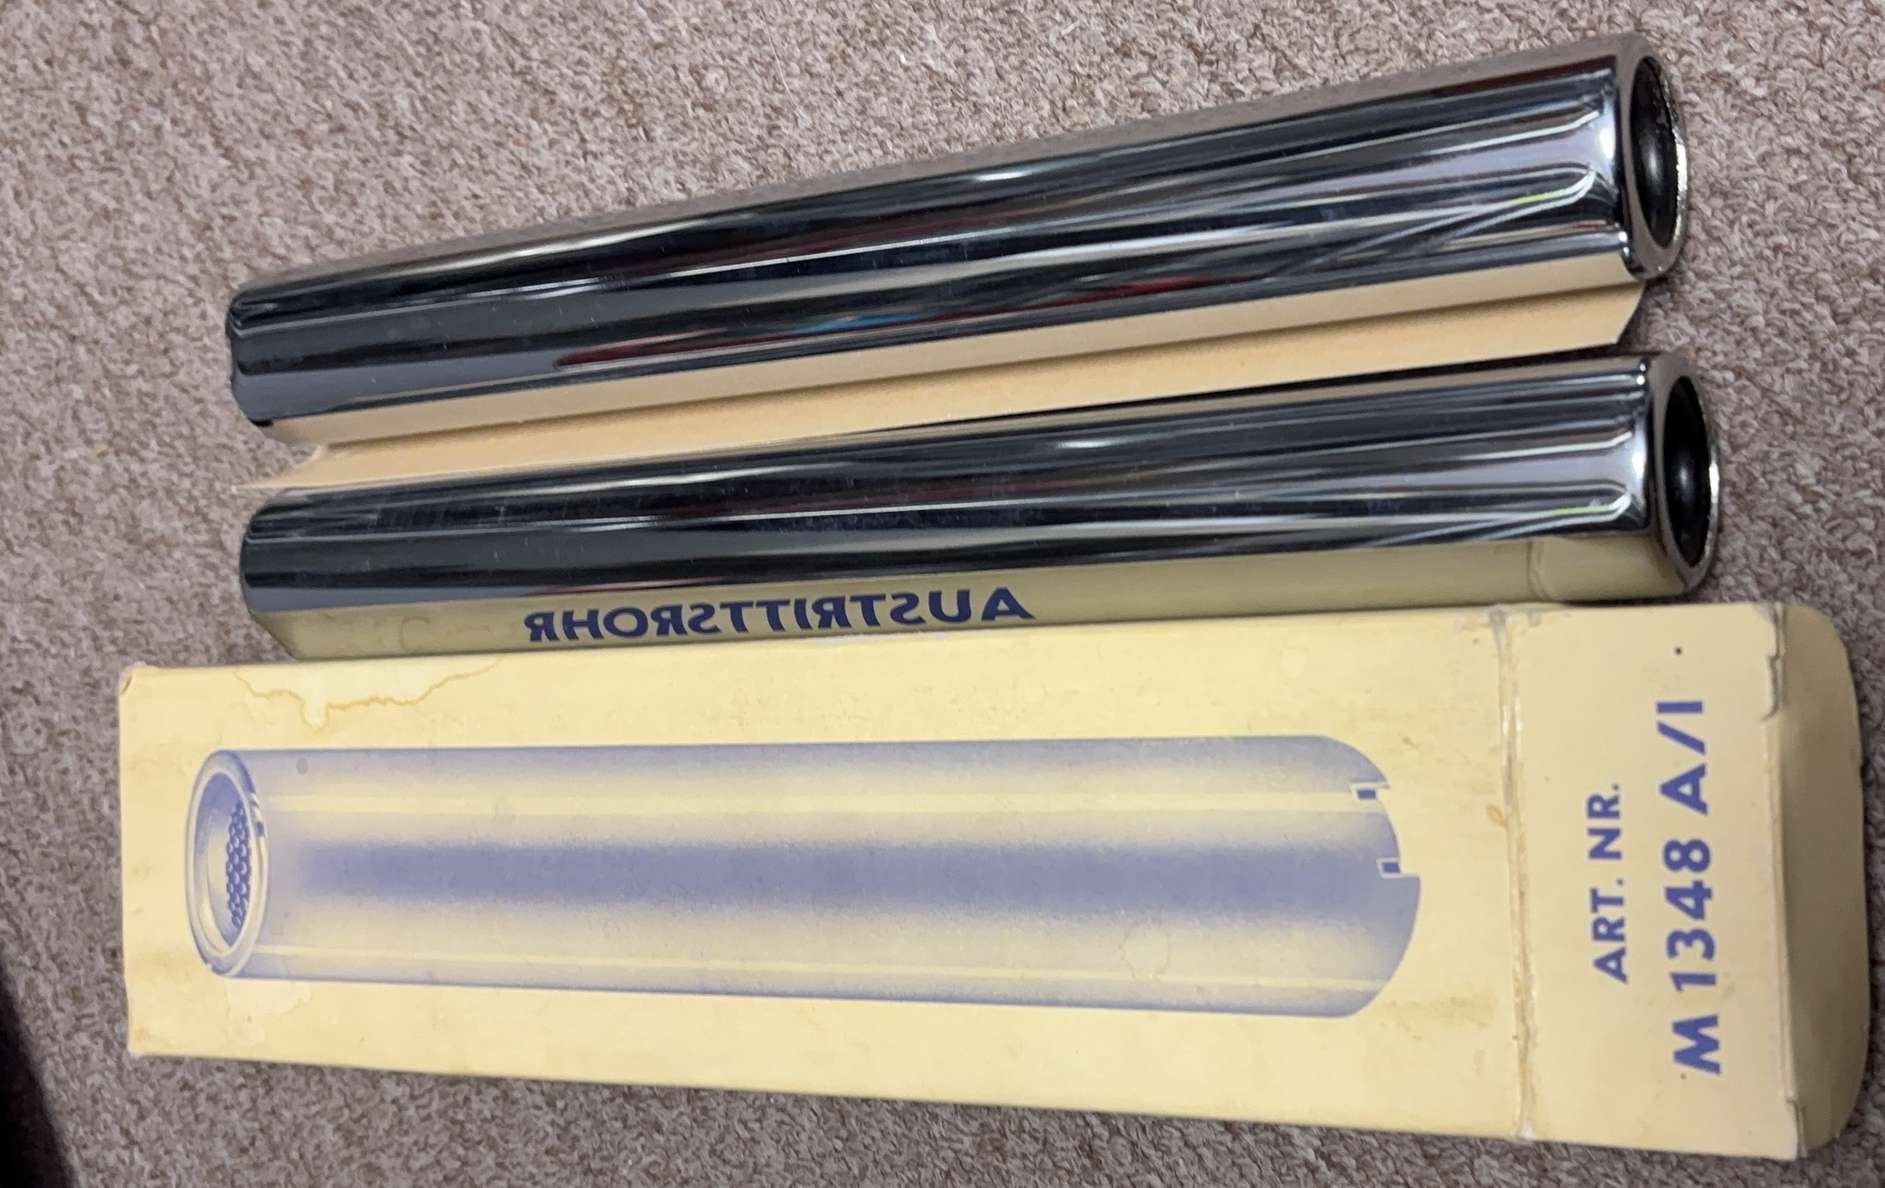 AUSTRITTSROHR
ART. NR.
M 1348 A/I